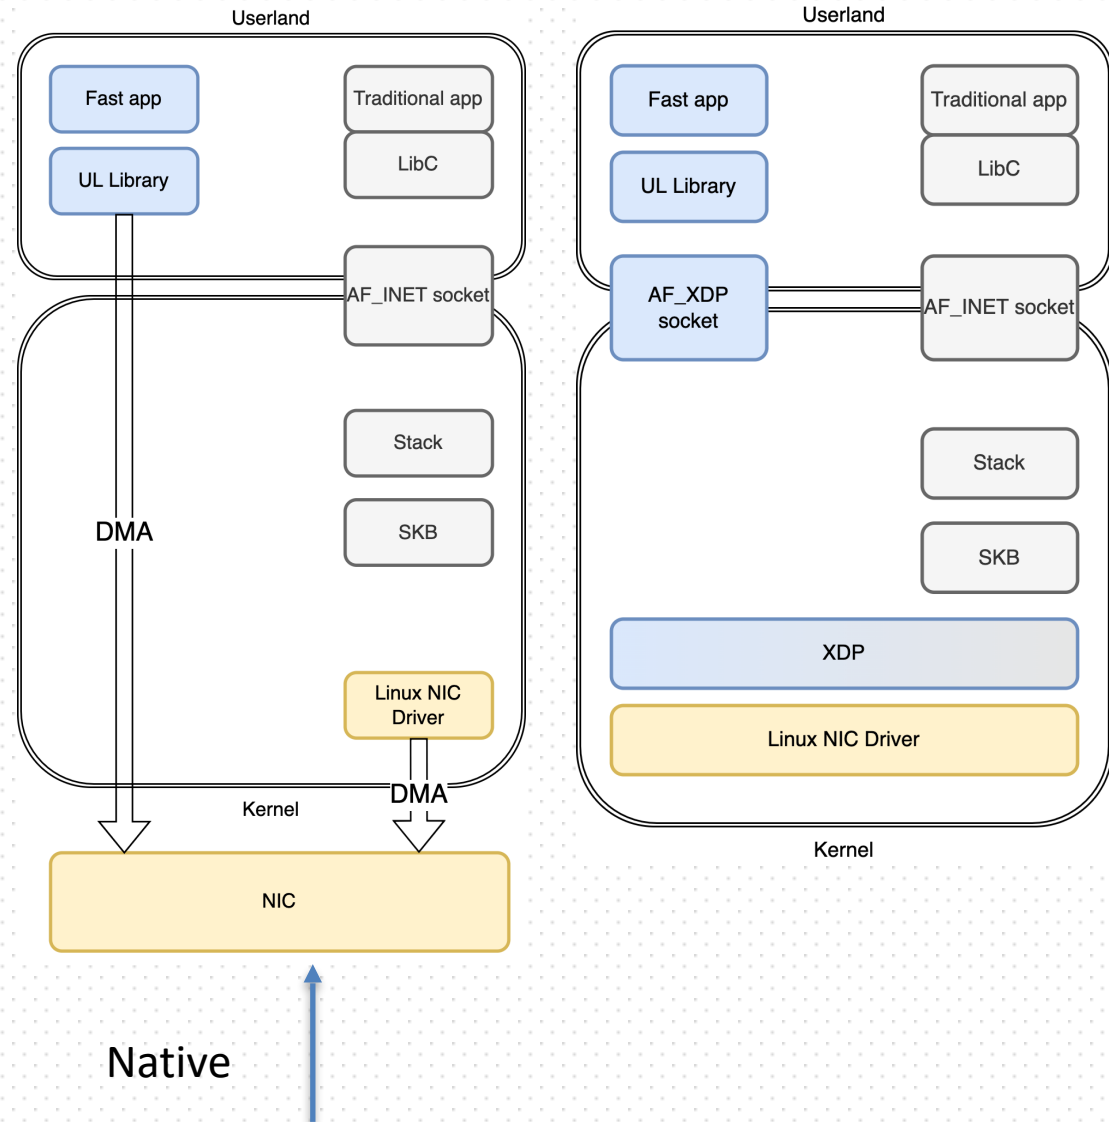 Userland
Fast app
Traditional app
UL Library
LibC
AF_INET socket
Stack
DMA
SKB
Linux NIC
Driver
DMA
Kernel
NIC
Native
Userland
Fast app
Traditional app
UL Library
LibC
AF_XDP
socket
AF_INET socket
Stack
SKB
XDP
Linux NIC Driver
Kernel